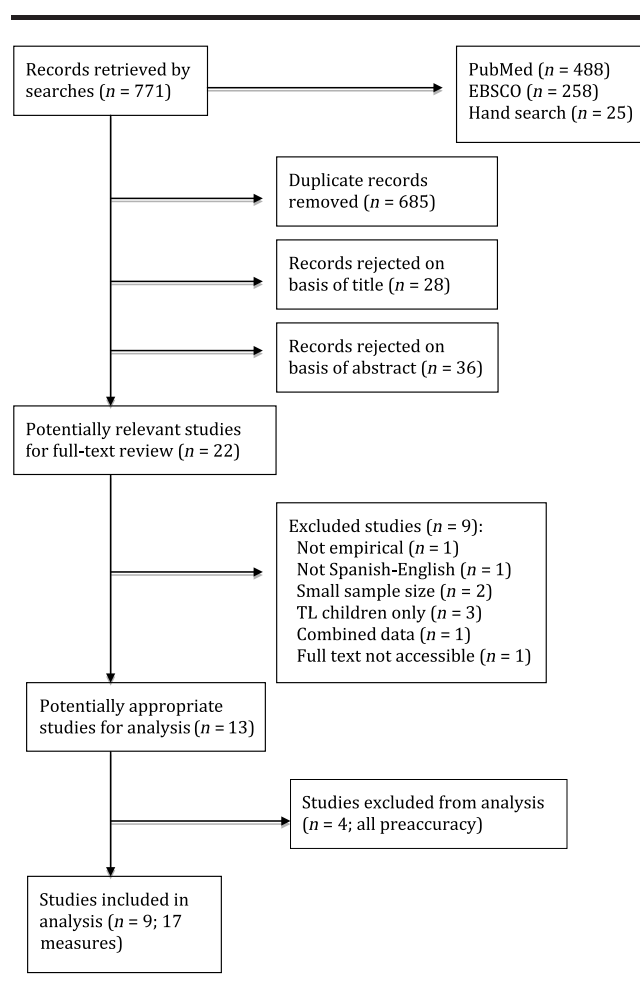 Records retrieved by
searches (n = 771)
PubMed (n = 488)
EBSCO (n = 258)
Hand search (n = 25)
Duplicate records
removed (n = 685)
Records rejected on
basis of title (n = 28)
Records rejected on
basis of abstract (n = 36)
Potentially relevant studies
for full-text review (n = 22)
Excluded studies (n = 9):
Not empirical (n = 1)
Not Spanish-English (n = 1)
Small sample size (n = 2)
TL children only (n = 3)
Combined data (n = 1)
Full text not accessible (n = 1)
Potentially appropriate
studies for analysis (n = 13)
Studies excluded from analysis
(n = 4; all preaccuracy)
Studies included in
analysis (n = 9; 17
measures)